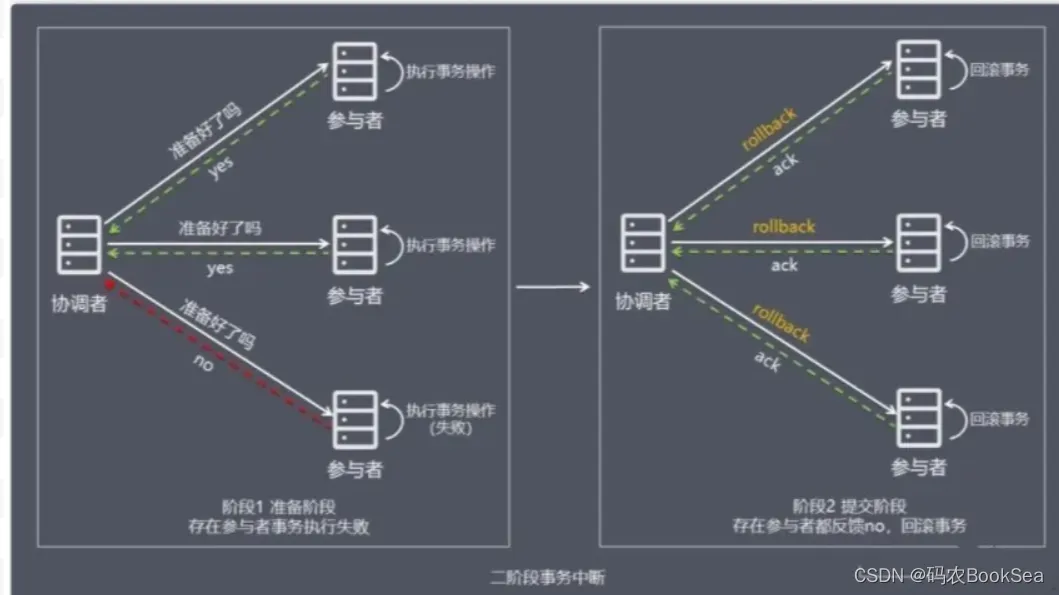 执行事务操作
参与者
准备好了吗
yes
准备好了吗
yes
执行事务操作
参与者
协调者
准备好了吗
no
执行事务操作
(失败)
参与者
阶段1 准备阶段
存在参与者事务执行失败
回滚事务
参与者
rollback
ack
rollback
ack
回滚事务
参与者
协调者
rollback
ack
回滚事务
参与者
阶段2 提交阶段
存在参与者都反馈no，回滚事务
二阶段事务中断
CSDN @码农BookSea